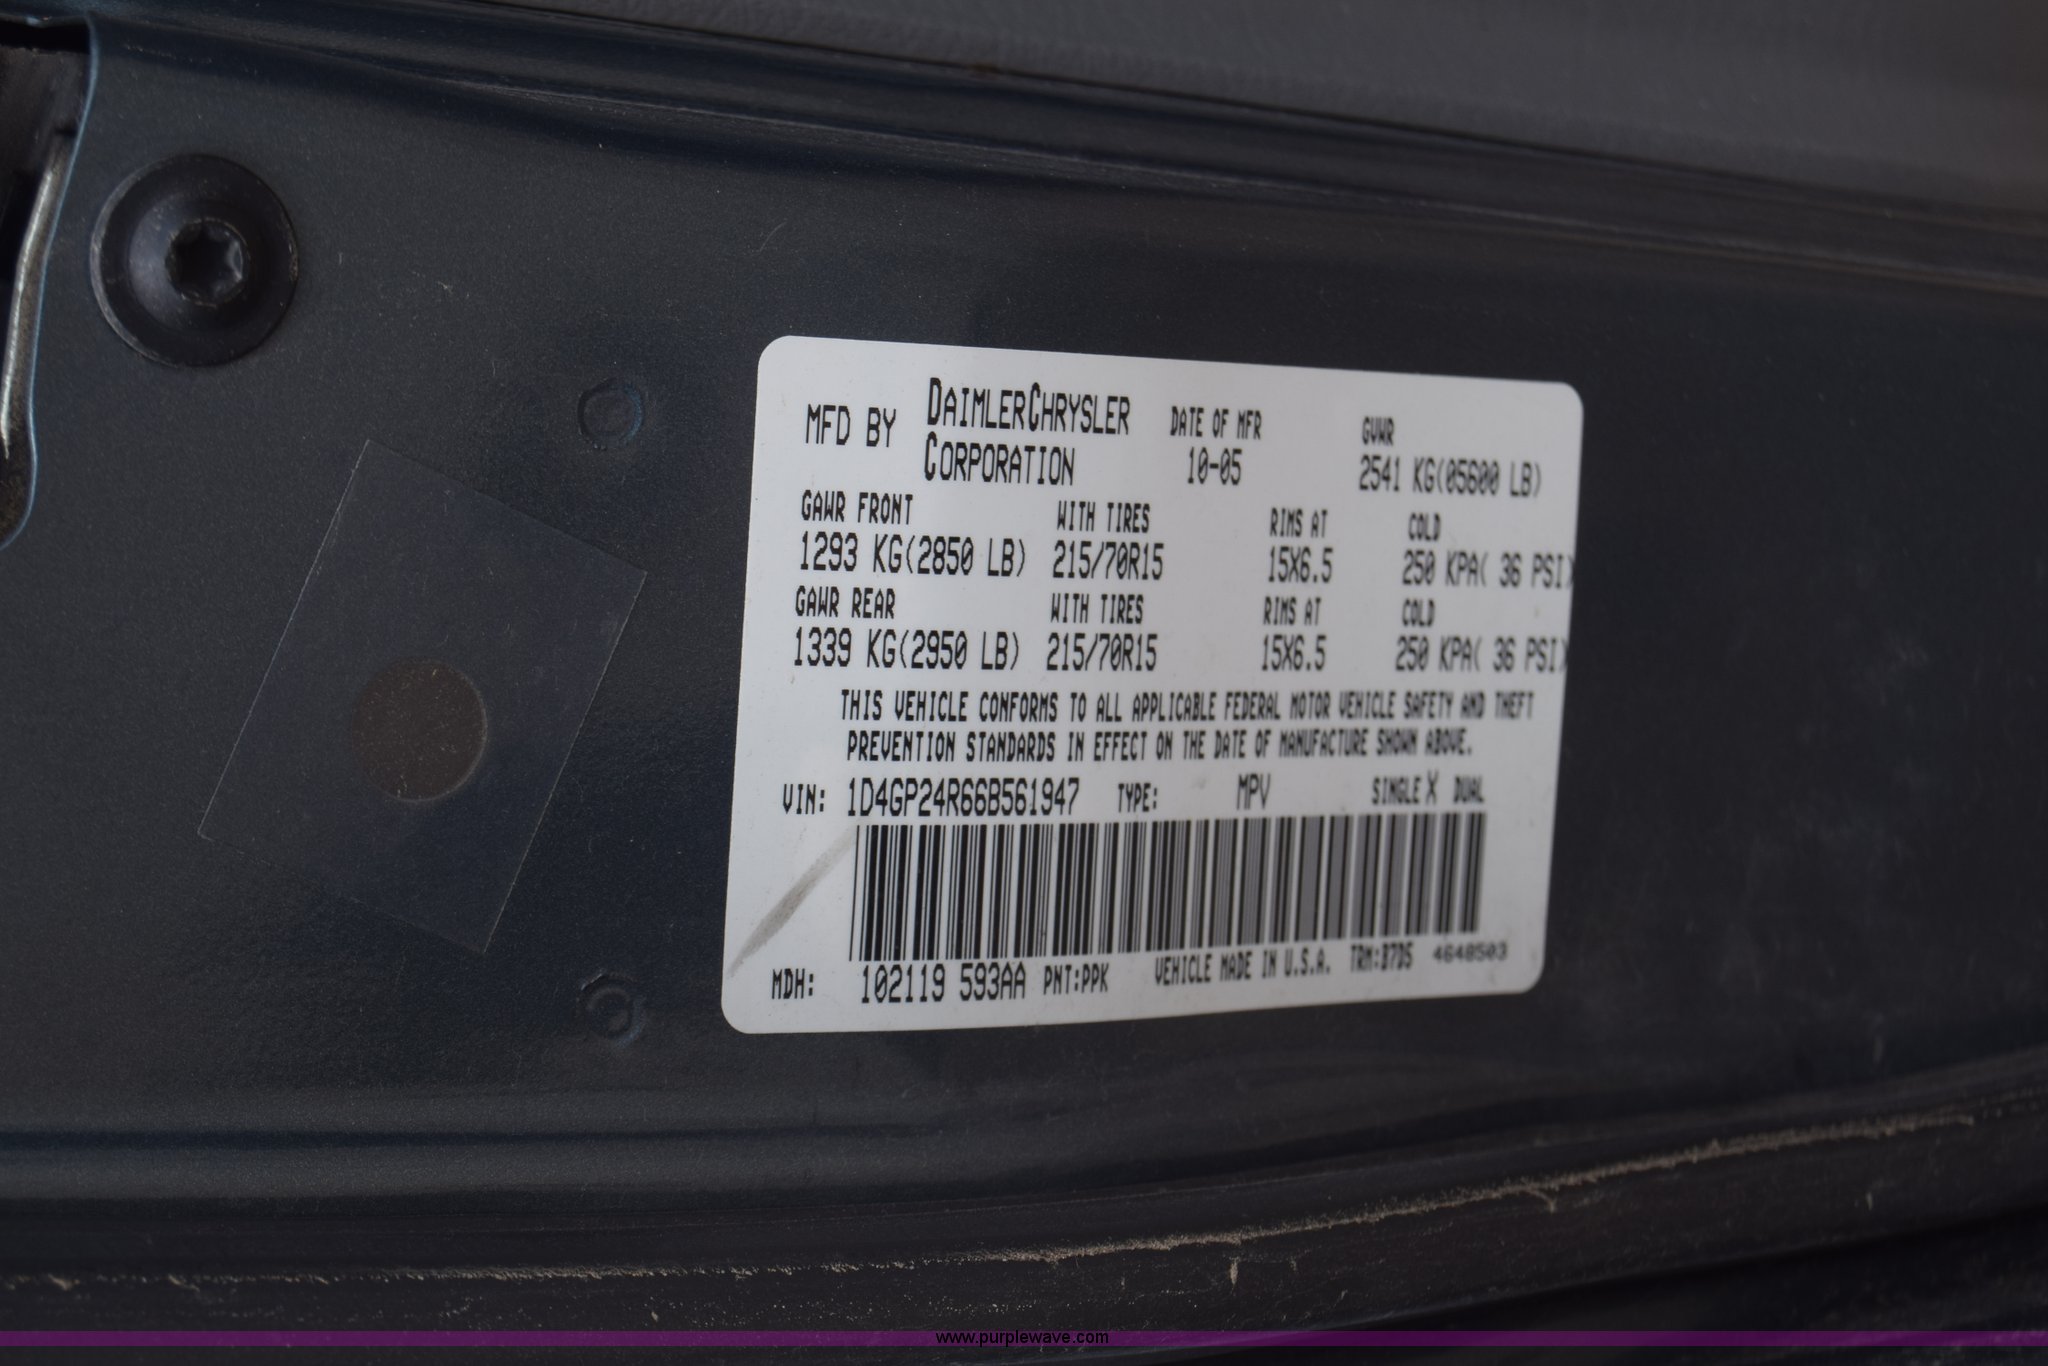 MFD BY DAIMLERCHRYSLER CORPORATION DATE OF MFR 10-05 GVWR 2541 KG(05600 LB)
GAWR FRONT WITH TIRES RIMS AT COLD
1293 KG(2850 LB) 215/70R15 15X6.5 250 KPA( 36 PSI)
GAWR REAR WITH TIRES RIMS AT COLD
1339 KG(2950 LB) 215/70R15 15X6.5 250 KPA( 36 PSI)
THIS VEHICLE CONFORMS TO ALL APPLICABLE FEDERAL MOTOR VEHICLE SAFETY AND THEFT
PREVENTION STANDARDS IN EFFECT ON THE DATE OF MANUFACTURE SHOWN ABOVE.
VIN: 1D4GP24R66B561947 TYPE: MPV SINGLE X DUAL
MDH: 102119 593AA PNT:PPK VEHICLE MADE IN U.S.A. TRM:B7D5 4648503
www.purplewave.com